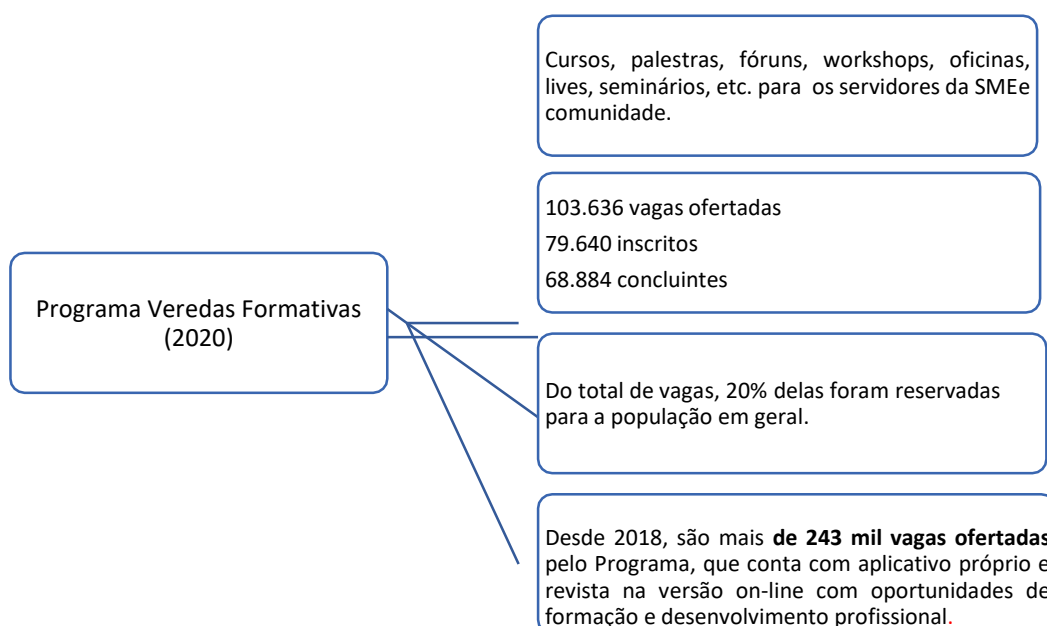 Cursos, palestras, fóruns, workshops, oficinas,
lives, seminários, etc. para os servidores da SMEe
comunidade.
103.636 vagas ofertadas
79.640 inscritos
68.884 concluintes
Programa Veredas Formativas
(2020)
Do total de vagas, 20% delas foram reservadas
para a população em geral.
Desde 2018, são mais de 243 mil vagas ofertadas
pelo Programa, que conta com aplicativo próprio e
revista na versão on-line com oportunidades de
formação e desenvolvimento profissional.